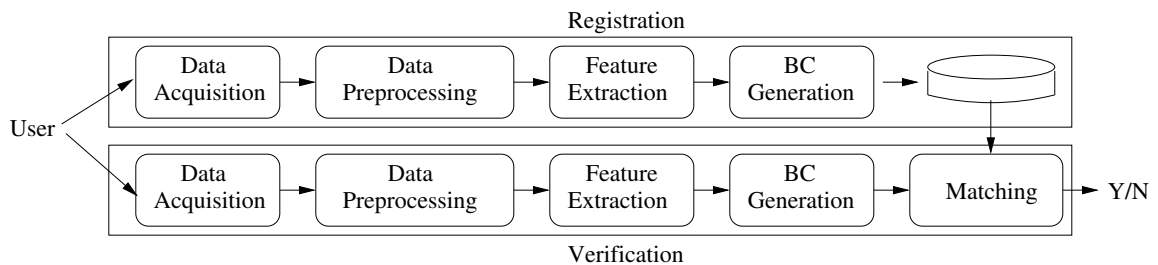 Registration
Data
Acquisition
Data
Preprocessing
Feature
Extraction
BC
Generation
User
Data
Acquisition
Data
Preprocessing
Feature
Extraction
BC
Generation
Matching
Y/N
Verification